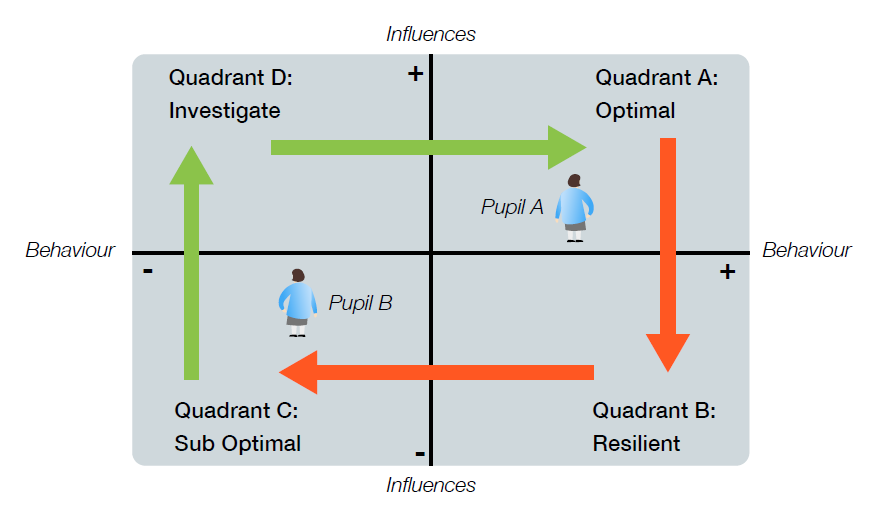 Influences
Quadrant D:
Investigate
+
Quadrant A:
Optimal
Pupil A
Behaviour
-
+
Behaviour
Pupil B
Quadrant C:
Sub Optimal
-
Quadrant B:
Resilient
Influences